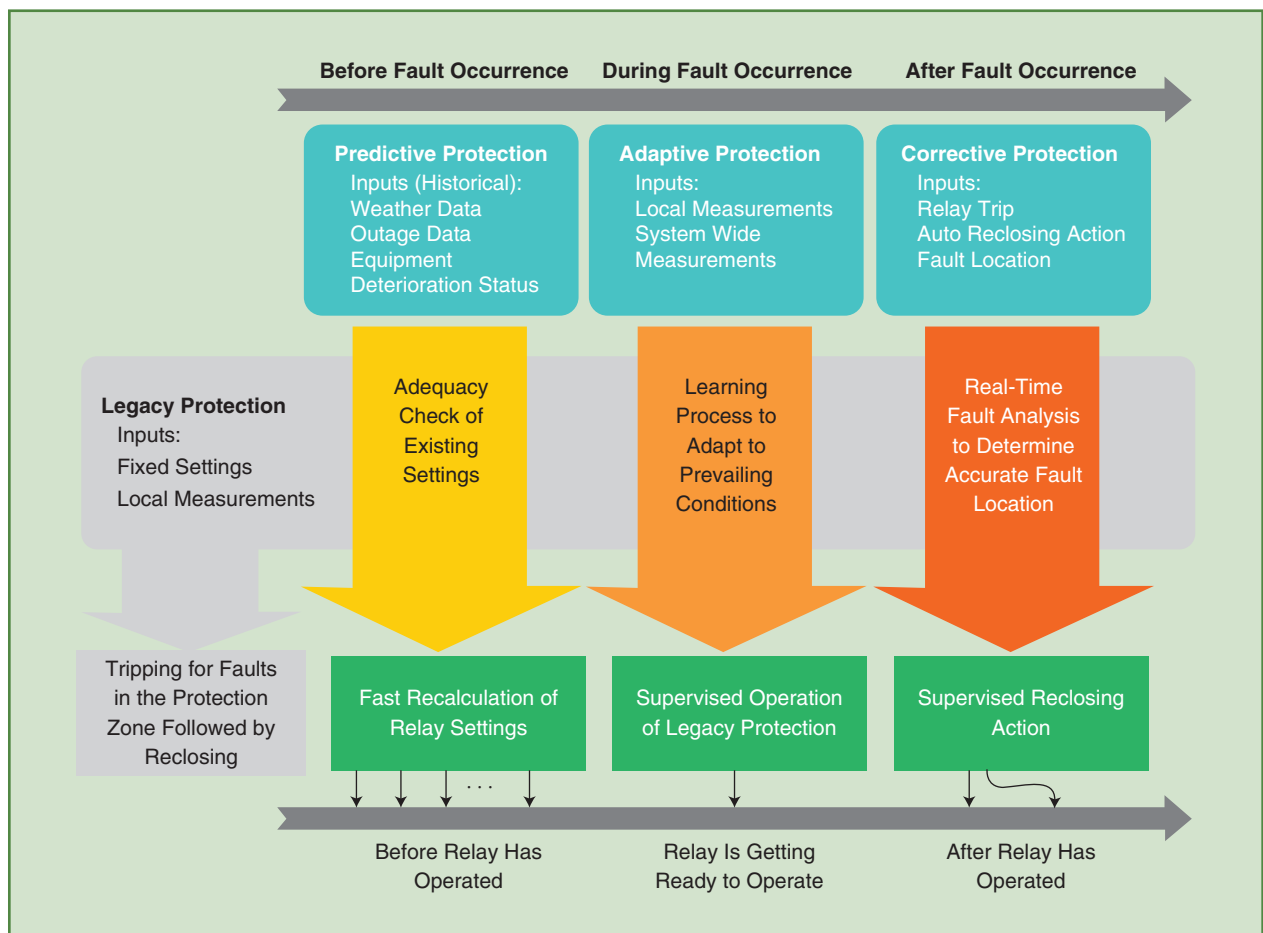 Before Fault Occurrence
During Fault Occurrence
After Fault Occurrence
Predictive Protection
Inputs (Historical):
Weather Data
Outage Data
Equipment
Deterioration Status
Adaptive Protection
Inputs:
Local Measurements
System Wide
Measurements
Corrective Protection
Inputs:
Relay Trip
Auto Reclosing Action
Fault Location
Legacy Protection
Inputs:
Fixed Settings
Local Measurements
Adequacy
Check of
Existing
Settings
Learning
Process to
Adapt to
Prevailing
Conditions
Real-Time
Fault Analysis
to Determine
Accurate Fault
Location
Tripping for Faults
in the Protection
Zone Followed by
Reclosing
Fast Recalculation of
Relay Settings
Supervised Operation
of Legacy Protection
Supervised Reclosing
Action
...
Before Relay Has
Operated
Relay Is Getting
Ready to Operate
After Relay Has
Operated